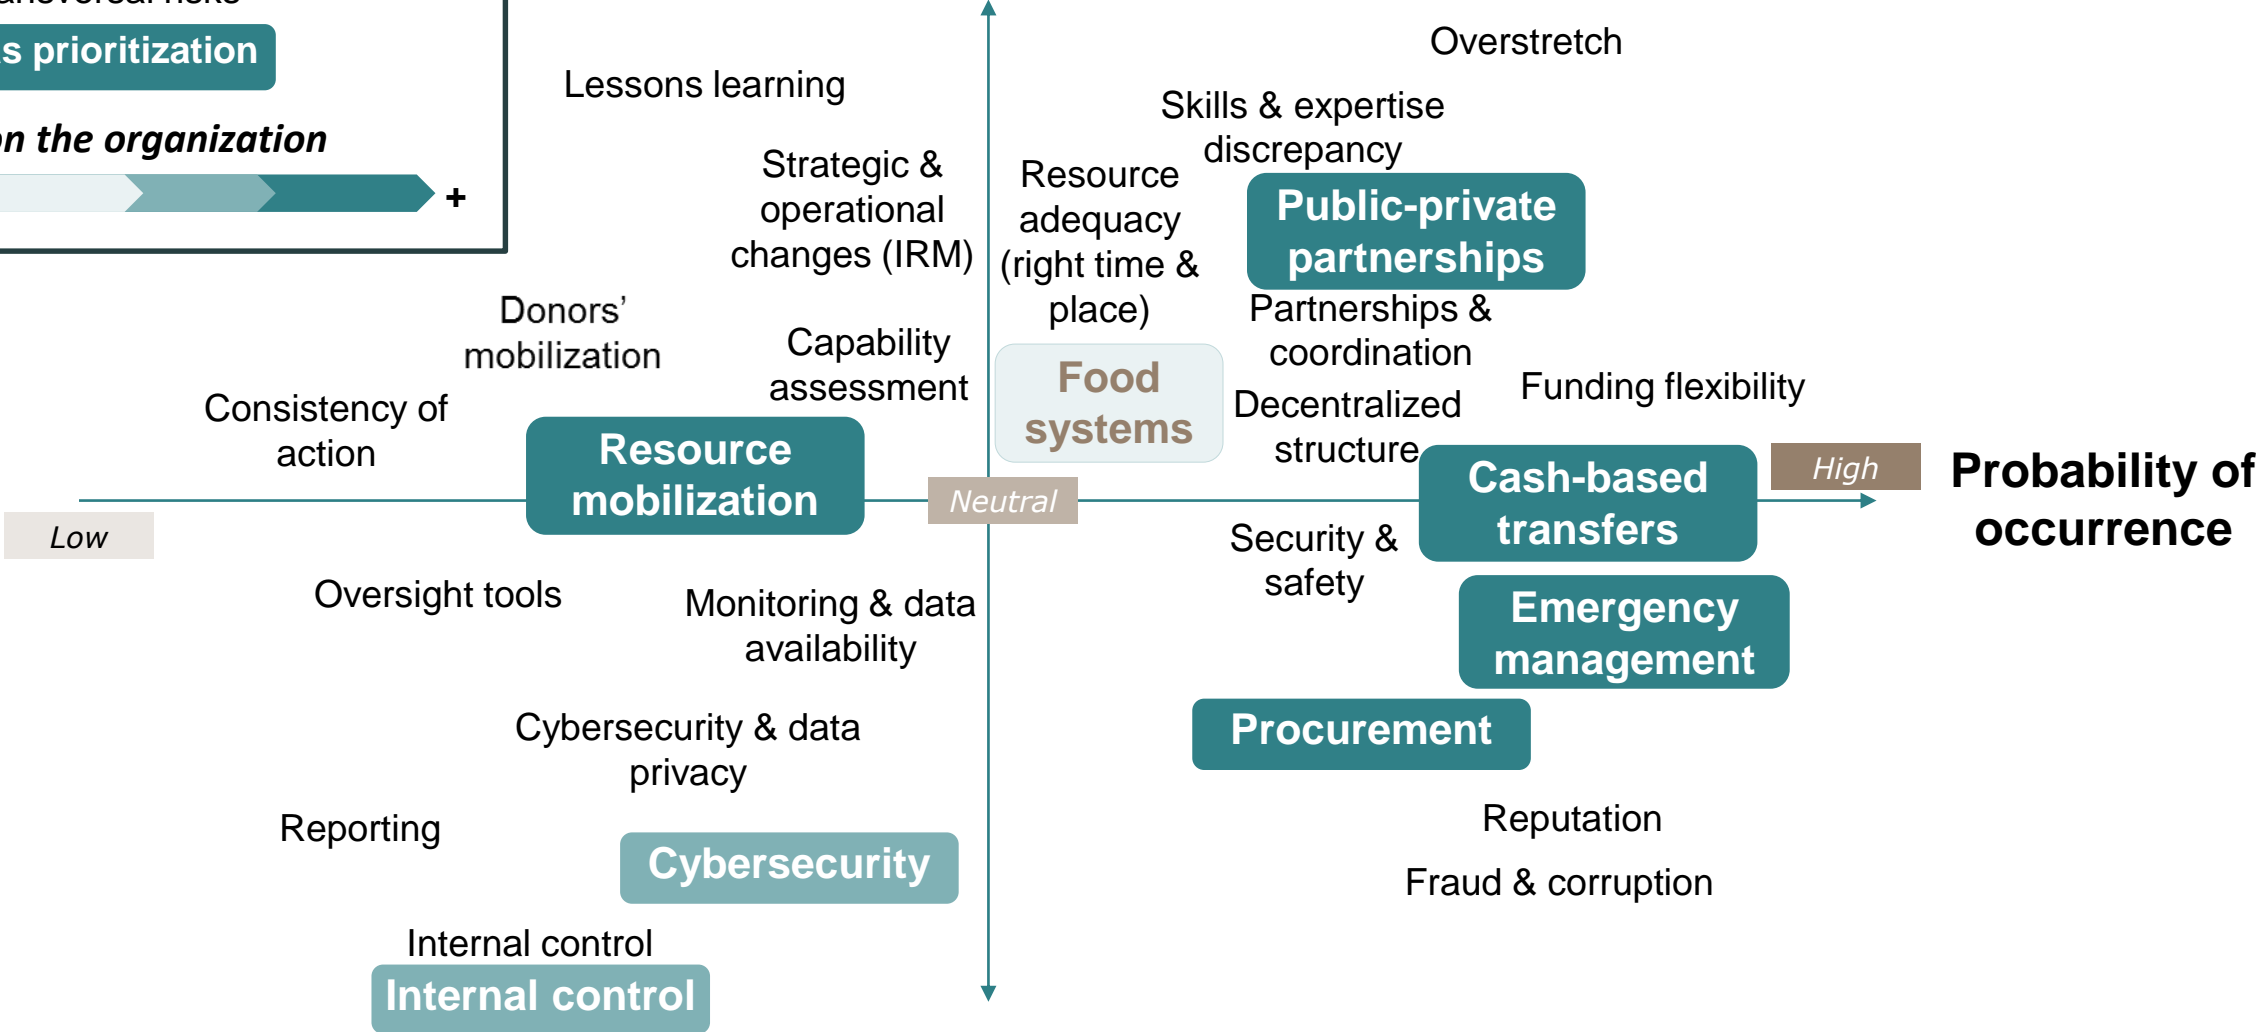 prioritization
on the organization
+
Overstretch
Lessons learning
Skills & expertise
discrepancy
Strategic &
operational
changes (IRM)
Resource
adequacy
(right time &
place)
Public-private
partnerships
Donors’
mobilization
Capability
assessment
Partnerships &
coordination
Food
systems
Decentralized
structure
Funding flexibility
Consistency of
action
Resource
mobilization
Neutral
Cash-based
transfers
High
Probability of
occurrence
Low
Security &
safety
Oversight tools
Monitoring & data
availability
Emergency
management
Cybersecurity & data
privacy
Procurement
Reporting
Reputation
Cybersecurity
Fraud & corruption
Internal control
Internal control